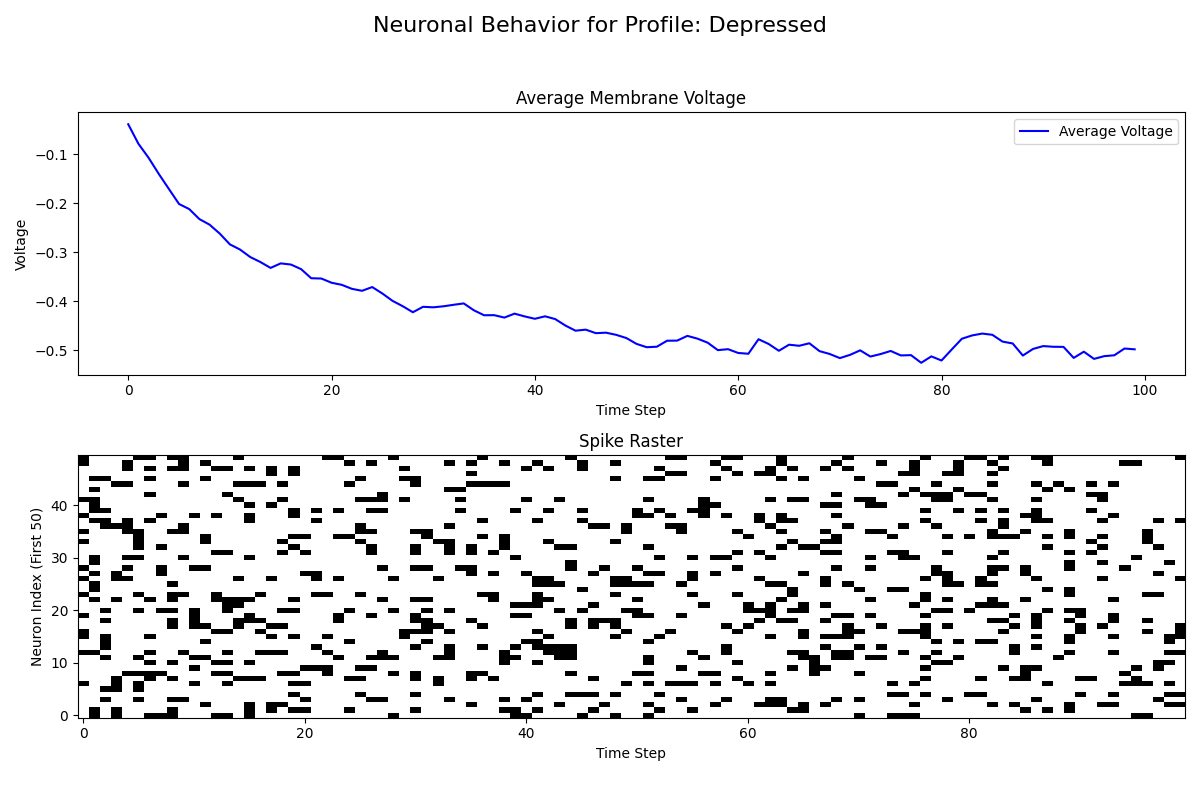 Neuronal Behavior for Profile: Depressed
Average Membrane Voltage
Average Voltage
−0.1
−0.2
−0.3
−0.4
−0.5
Voltage
0 20 40 60 80 100
Time Step
Spike Raster
40
30
20
10
0
Neuron Index (First 50)
0 20 40 60 80
Time Step